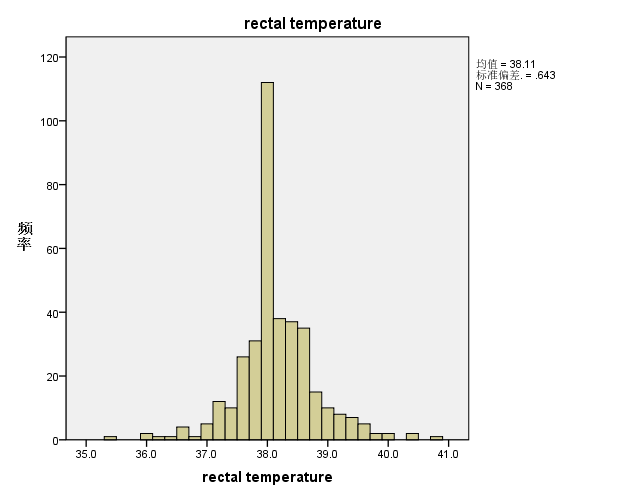 rectal temperature
均值 = 38.11
标准偏差. = .643
N = 368
120
100
80
60
40
20
0
频率
35.0 36.0 37.0 38.0 39.0 40.0 41.0
rectal temperature